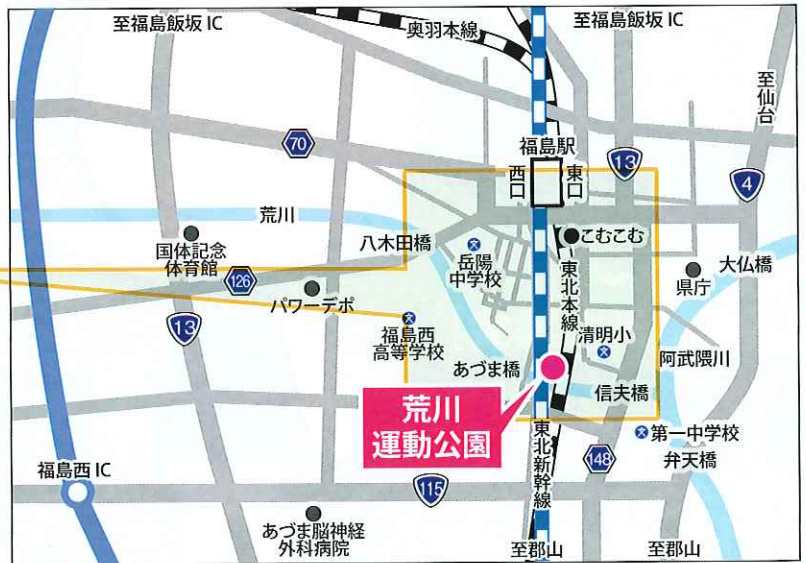 至福島飯坂 IC
奥羽本線
至福島飯坂 IC
至仙台
70
福島駅
西口
東口
13
4
荒川
八木田橋
こむこむ
国体記念
体育館
岳陽
中学校
東北本線
大仏橋
県庁
126
パワーデポ
13
福島西
高等学校
清明小
あづま橋
阿武隈川
信夫橋
荒川
運動公園
東北新幹線
第一中学校
148
弁天橋
福島西 IC
115
あづま脳神経
外科病院
至郡山
至郡山